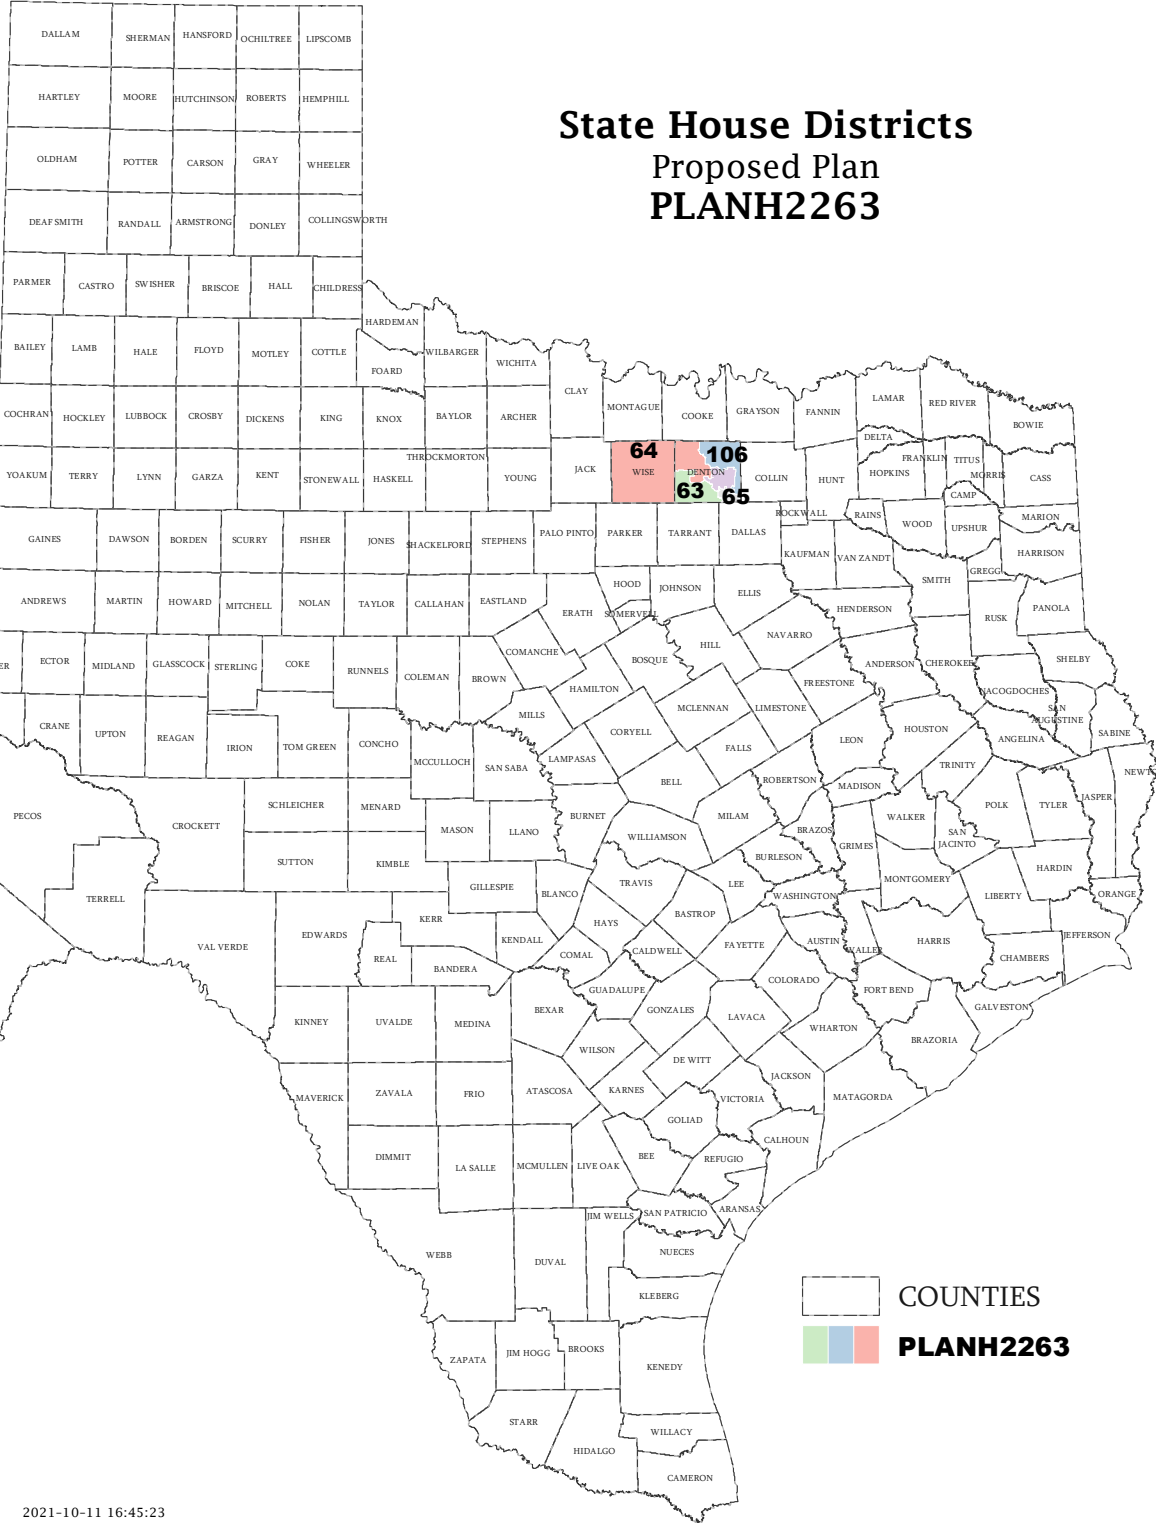 State House Districts
Proposed Plan
PLANH2263
DALLAM
SHERMAN
HANSFORD
OCHILTREE
LIPSCOMB
HARTLEY
MOORE
HUTCHINSON
ROBERTS
HEMPHILL
OLDHAM
POTTER
CARSON
GRAY
WHEELER
DEAF SMITH
RANDALL
ARMSTRONG
DONLEY
COLLINGSWORTH
PARMER
CASTRO
SWISHER
BRISCOE
HALL
CHILDRESS
HARDEMAN
BAILEY
LAMB
HALE
FLOYD
MOTLEY
COTTLE
FOARD
WILBARGER
WICHITA
CLAY
MONTAGUE
COOKE
GRAYSON
FANNIN
LAMAR
RED RIVER
BOWIE
COCHRAN
HOCKLEY
LUBBOCK
CROSBY
DICKENS
KING
KNOX
BAYLOR
ARCHER
DELTA
YOAKUM
TERRY
LYNN
GARZA
KENT
STONEWALL
HASKELL
THROCKMORTON
YOUNG
JACK
64
WISE
DENTON
106
63
65
COLLIN
HUNT
HOPKINS
FRANKLIN
TITUS
MORRIS
CASS
CAMP
ROCKWALL
RAINS
WOOD
UPSHUR
MARION
GAINES
DAWSON
BORDEN
SCURRY
FISHER
JONES
SHACKELFORD
STEPHENS
PALO PINTO
PARKER
TARRANT
DALLAS
KAUFMAN
VAN ZANDT
SMITH
GREGG
HARRISON
ANDREWS
MARTIN
HOWARD
MITCHELL
NOLAN
TAYLOR
CALLAHAN
EASTLAND
ERATH
HOOD
SOMERVELL
JOHNSON
ELLIS
HENDERSON
RUSK
PANOLA
ER
ECTOR
MIDLAND
GLASSCOCK
STERLING
COKE
RUNNELS
COLEMAN
BROWN
COMANCHE
HAMILTON
BOSQUE
HILL
NAVARRO
ANDERSON
CHEROKEE
SHELBY
NACOGDOCHES
CRANE
UPTON
REAGAN
IRION
TOM GREEN
CONCHO
MCCULLOCH
SAN SABA
MILLS
LAMPASAS
CORYELL
MCLENNAN
LIMESTONE
FREESTONE
LEON
HOUSTON
ANGELINA
SAN
AUGUSTINE
SABINE
FALLS
BELL
ROBERTSON
MADISON
TRINITY
POLK
TYLER
JASPER
NEWT
PECOS
CROCKETT
SCHLEICHER
MENARD
MASON
LLANO
BURNET
WILLIAMSON
MILAM
BRAZOS
GRIMES
WALKER
SAN
JACINTO
SUTTON
KIMBLE
GILLESPIE
BLANCO
TRAVIS
LEE
BURLESON
WASHINGTON
MONTGOMERY
LIBERTY
HARDIN
ORANGE
TERRELL
VAL VERDE
EDWARDS
KERR
REAL
BANDERA
KENDALL
COMAL
HAYS
CALDWELL
BASTROP
FAYETTE
AUSTIN
WALLER
HARRIS
CHAMBERS
JEFFERSON
KINNEY
UVALDE
MEDINA
BEXAR
GUADALUPE
GONZALES
LAVACA
COLORADO
WHARTON
FORT BEND
BRAZORIA
GALVESTON
MAVERICK
ZAVALA
FRIO
ATASCOSA
WILSON
KARNES
DE WITT
VICTORIA
JACKSON
MATAGORDA
GOLIAD
CALHOUN
DIMMIT
LA SALLE
MCMULLEN
LIVE OAK
BEE
REFUGIO
ARANSAS
SAN PATRICIO
JIM WELLS
NUECES
WEBB
DUVAL
KLEBERG
ZAPATA
JIM HOGG
BROOKS
KENEDY
STARR
HIDALGO
WILLACY
CAMERON
COUNTIES
PLANH2263
2021-10-11 16:45:23